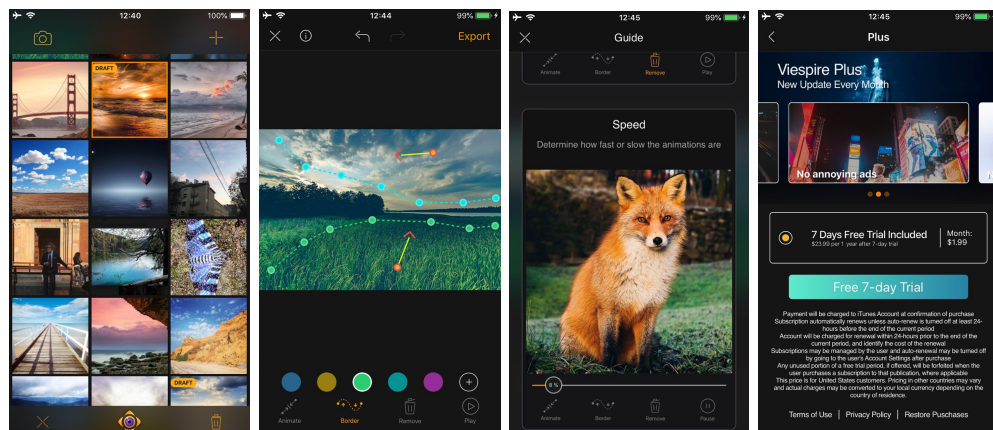 12:40
100%
DRAFT
DRAFT
12:44
99%
Export
Animate
Border
Remove
Play
12:45
99%
Guide
Animate
Border
Remove
Play
Speed
Determine how fast or slow the animations are
8 %
Animate
Border
Remove
Pause
12:45
99%
Plus
Viespire Plus
New Update Every Month
No annoying ads
7 Days Free Trial Included
$23.99 per 1 year after 7-day trial
Month:
$1.99
Free 7-day Trial
Payment will be charged to iTunes Account at confirmation of purchase
Subscription automatically renews unless auto-renew is turned off at least 24-
hours before the end of the current period
Account will be charged for renewal within 24-hours prior to the end of the
current period, and identify the cost of the renewal
Subscriptions may be managed by the user and auto-renewal may be turned off
by going to the user's Account Settings after purchase
Any unused portion of a free trial period, if offered, will be forfeited when the
user purchases a subscription to that publication, where applicable
This price is for United States customers. Pricing in other countries may vary
and actual charges may be converted to your local currency depending on the
country of residence.
Terms of Use | Privacy Policy | Restore Puschases